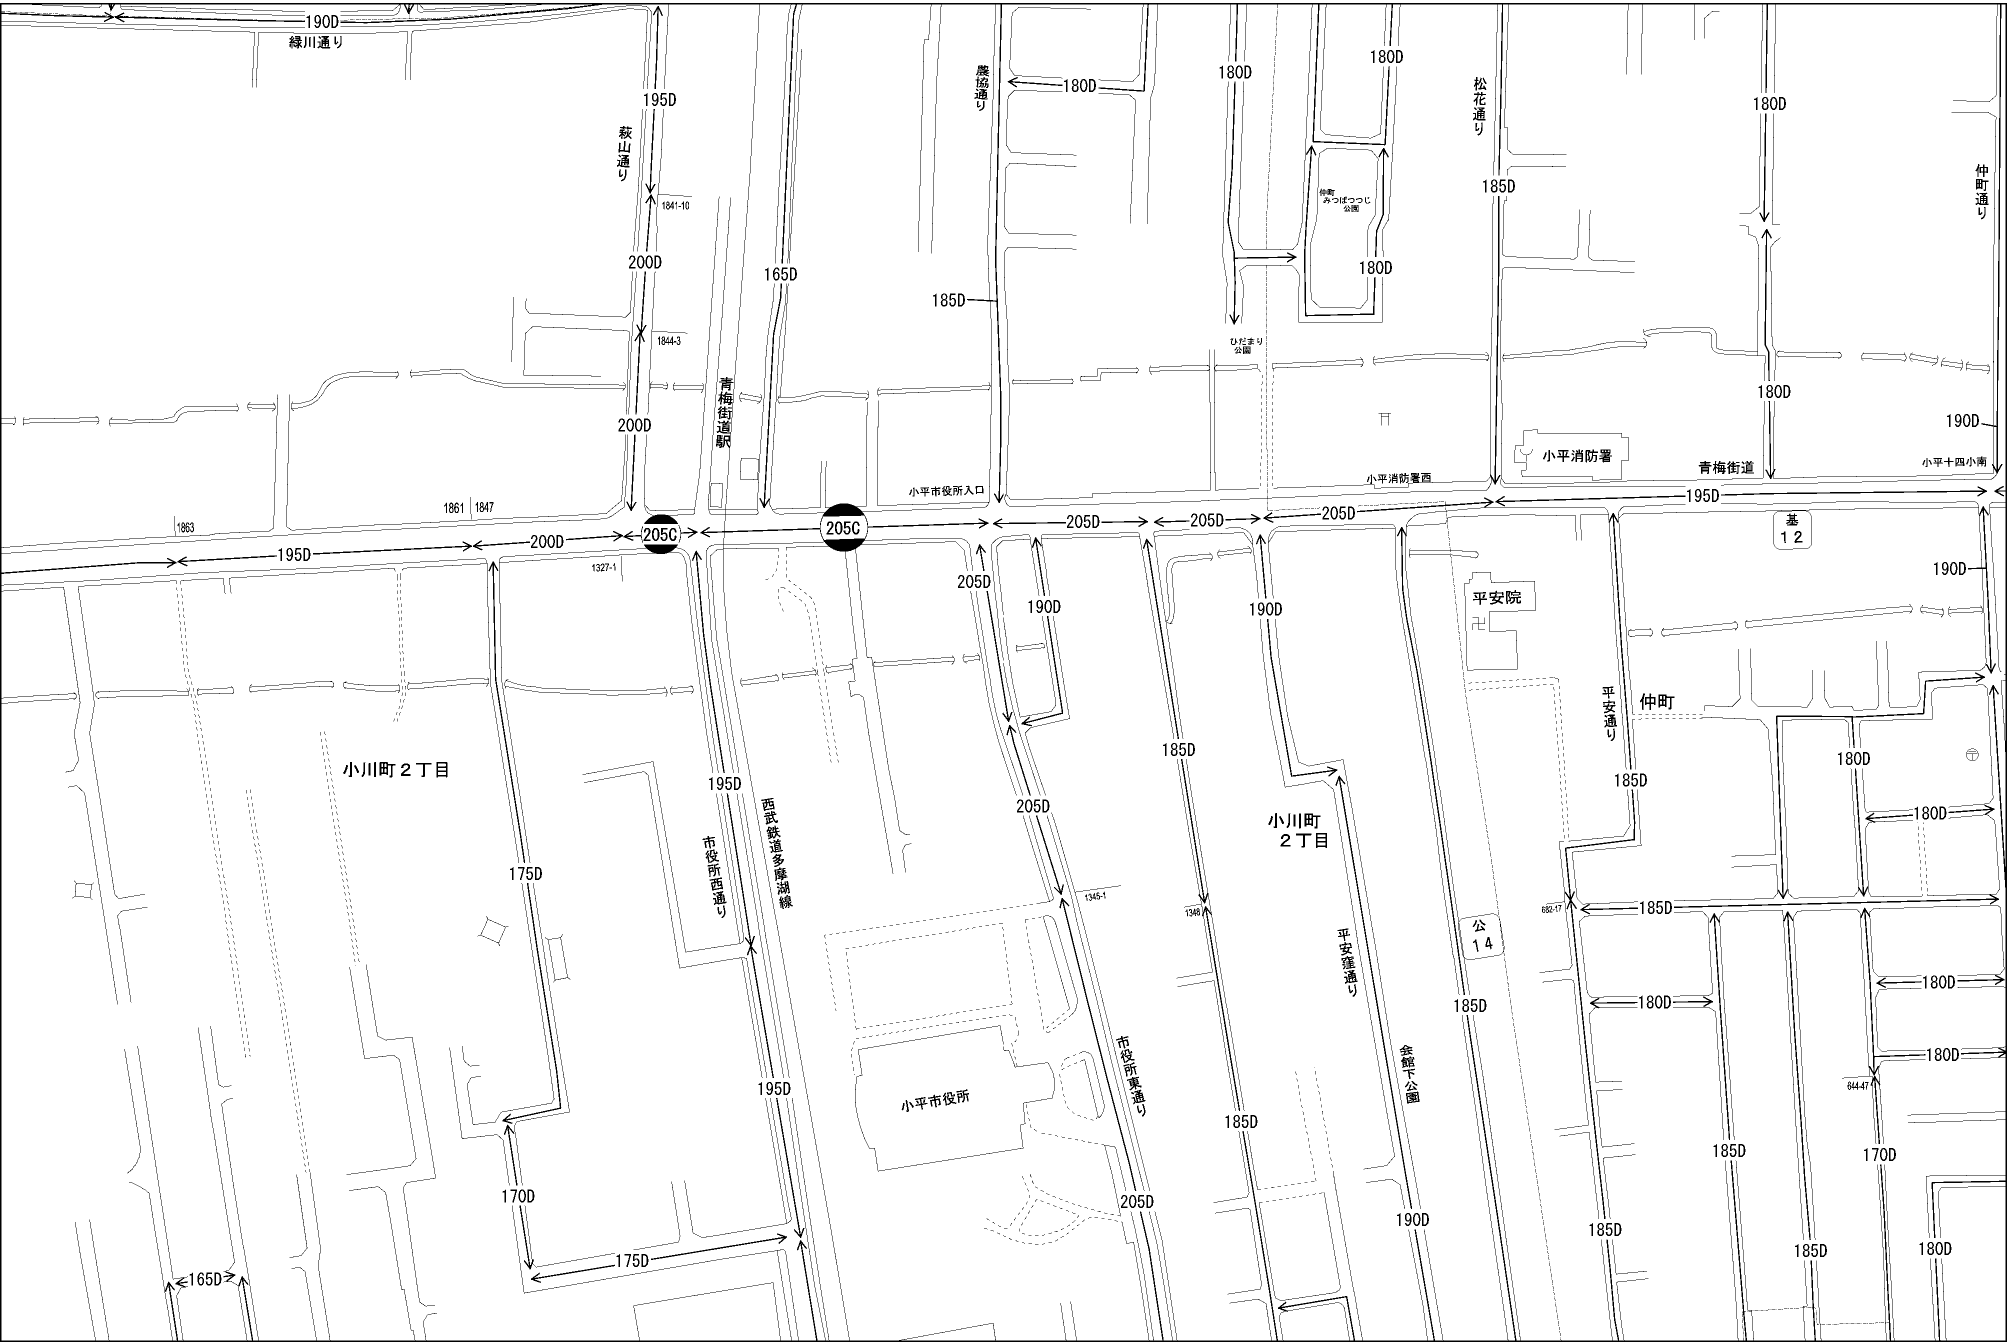 190D
緑川通り
195D
萩山通り
1841-10
200D
1844-3
200D
165D
青梅街道駅
農協通り
180D
185D
180D
180D
仲町
みつばつつじ
公園
180D
ひだまり
公園
松花通り
185D
180D
180D
仲町通り
190D
小平消防署
青梅街道
小平十四小南
小平消防署西
小平市役所入口
1863
1861
1847
195D
200D
205C
205C
205D
205D
205D
195D
1327-1
基
12
190D
205D
190D
190D
平安院
平安通り
仲町
185D
180D
180D
小川町2丁目
175D
195D
市役所西通り
西武鉄道多摩湖線
205D
185D
小川町
2丁目
1345-1
1348
682-17
185D
公
14
平安窪通り
185D
180D
180D
180D
644-47
195D
小平市役所
市役所東通り
会館下公園
185D
185D
170D
170D
205D
190D
185D
185D
180D
165D
175D